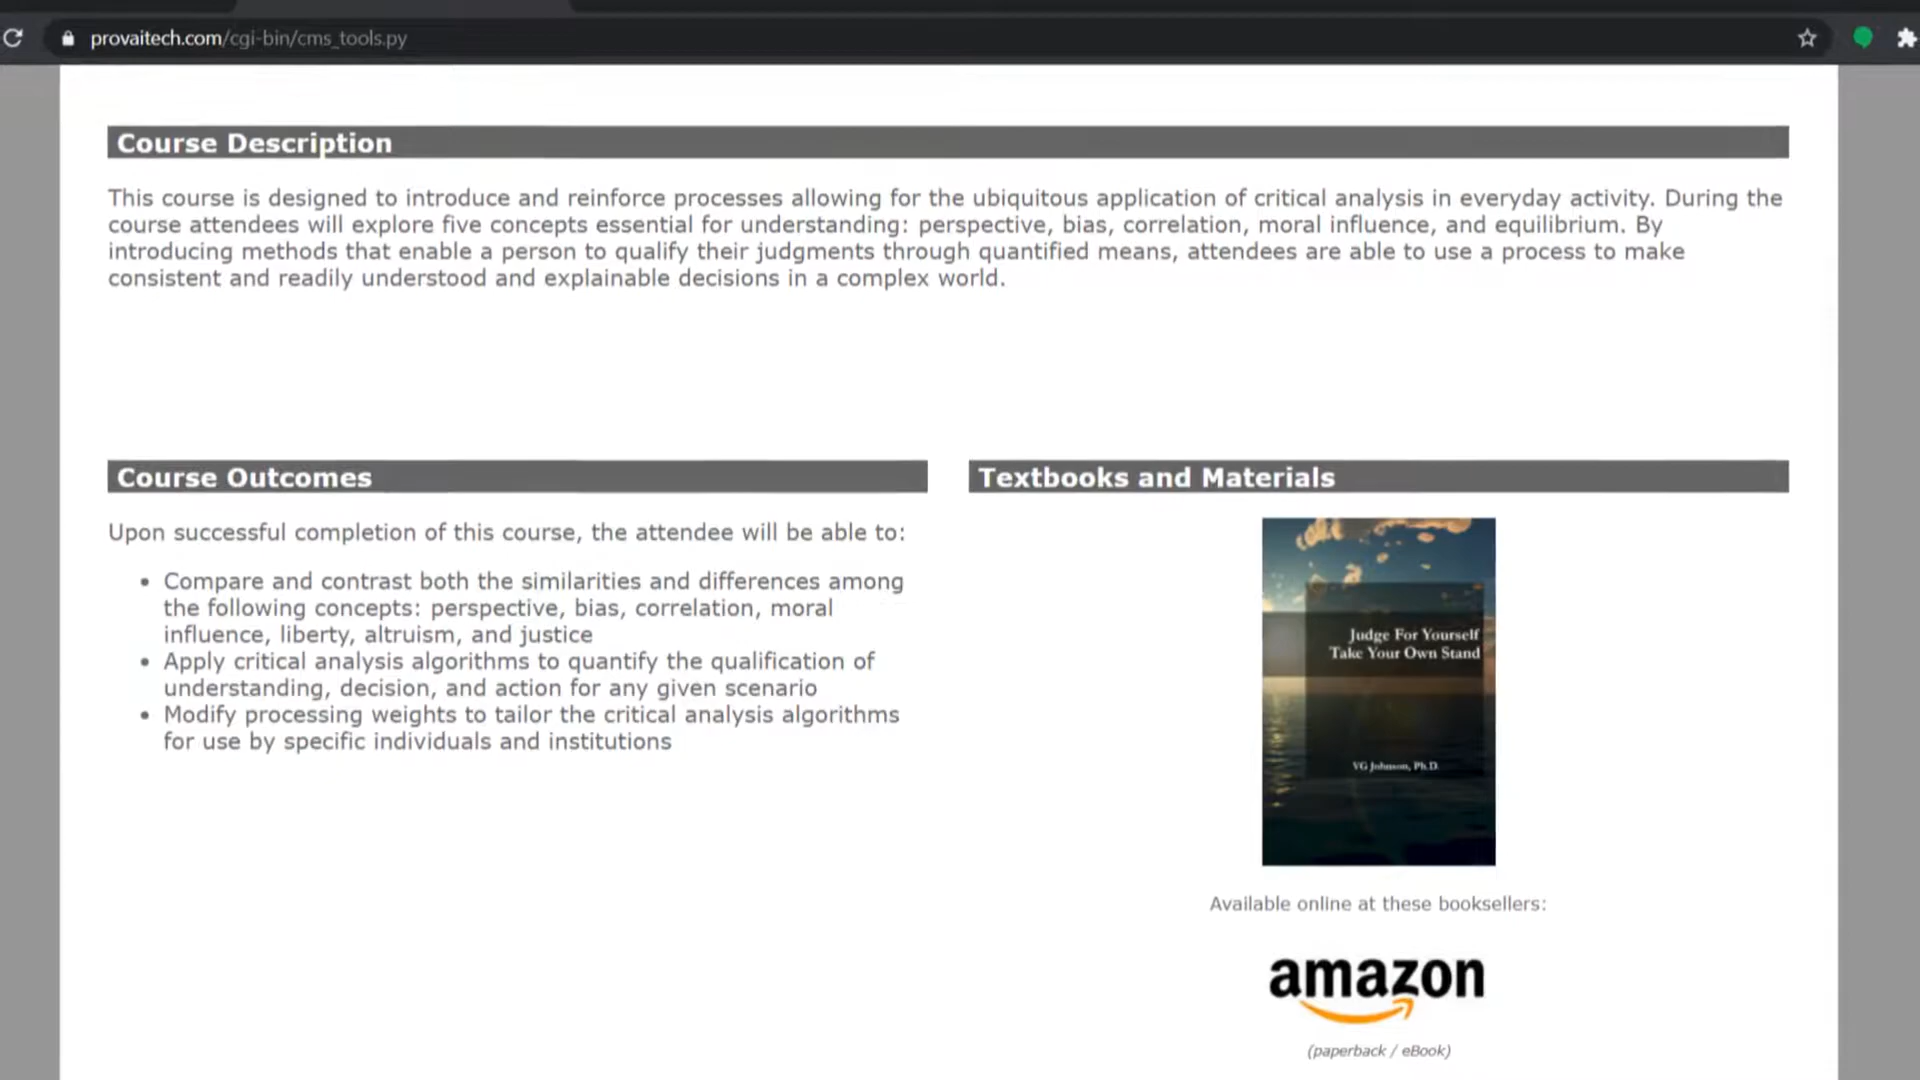 provaitech.com/cgi-bin/cms_tools.py
Course Description
This course is designed to introduce and reinforce processes allowing for the ubiquitous application of critical analysis in everyday activity. During the
course attendees will explore five concepts essential for understanding: perspective, bias, correlation, moral influence, and equilibrium. By
introducing methods that enable a person to qualify their judgments through quantified means, attendees are able to use a process to make
consistent and readily understood and explainable decisions in a complex world.
Course Outcomes
Upon successful completion of this course, the attendee will be able to:
• Compare and contrast both the similarities and differences among
the following concepts: perspective, bias, correlation, moral
influence, liberty, altruism, and justice
• Apply critical analysis algorithms to quantify the qualification of
understanding, decision, and action for any given scenario
• Modify processing weights to tailor the critical analysis algorithms
for use by specific individuals and institutions
Textbooks and Materials
Judge For Yourself
Take Your Own Stand
VG Johnson, Ph.D.
Available online at these booksellers:
amazon
(paperback / eBook)